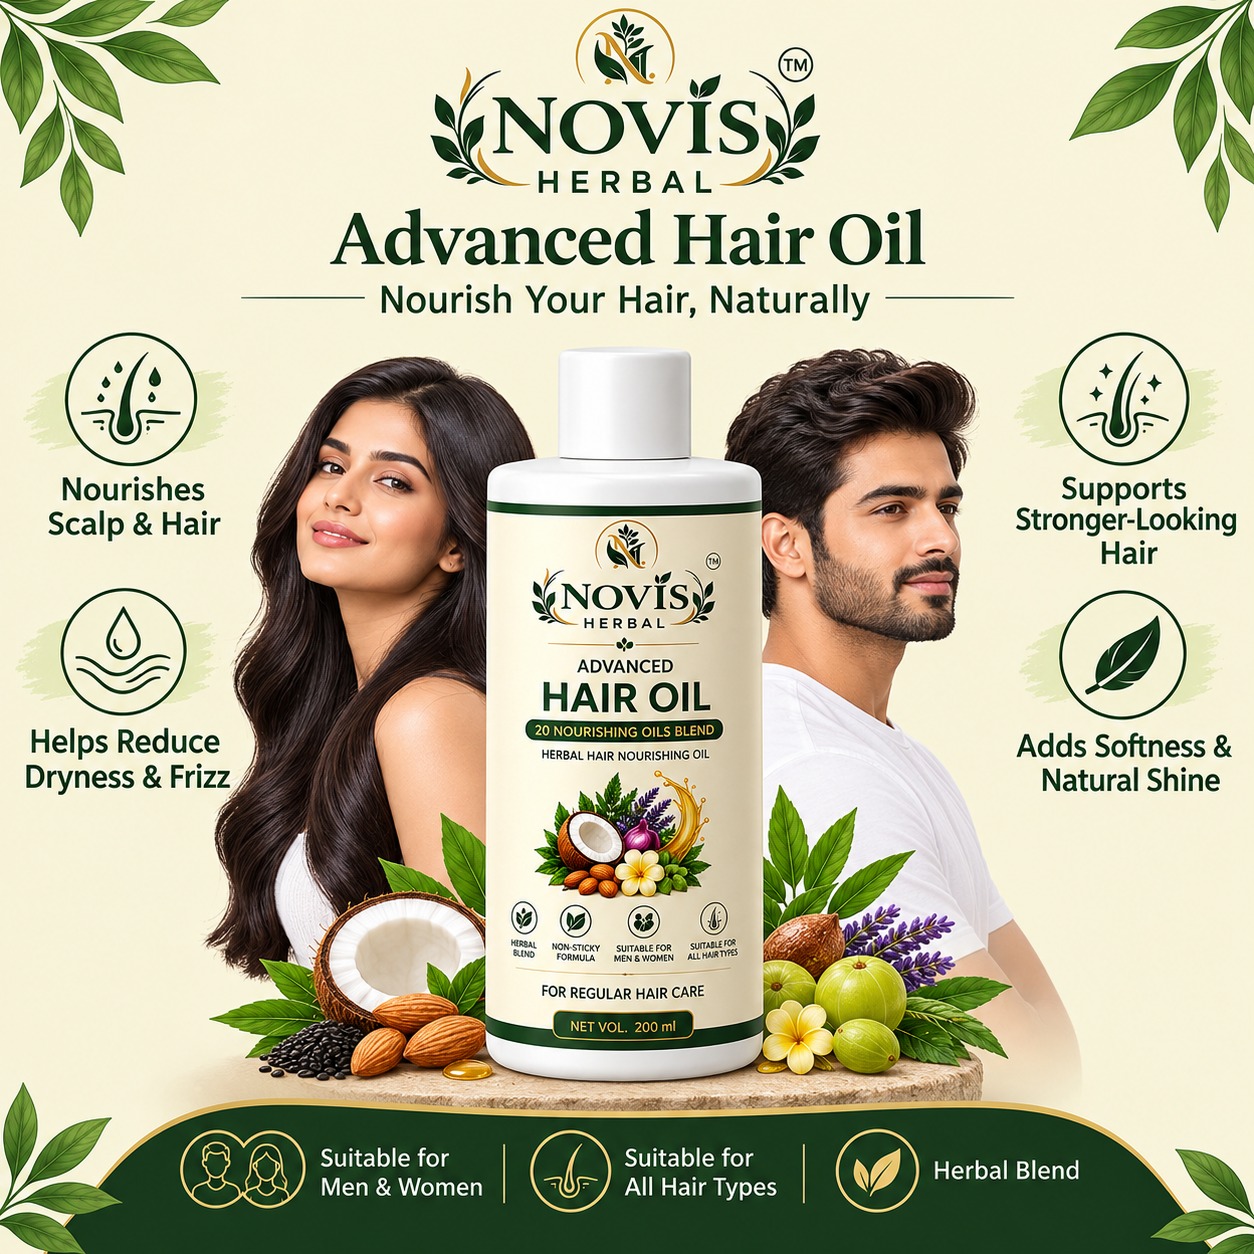 TM
NOVIS
HERBAL
Advanced Hair Oil
Nourish Your Hair, Naturally
Nourishes
Scalp & Hair
Helps Reduce
Dryness & Frizz
Supports
Stronger-Looking
Hair
Adds Softness &
Natural Shine
TM
NOVIS
HERBAL
ADVANCED
HAIR OIL
20 NOURISHING OILS BLEND
HERBAL HAIR NOURISHING OIL
HERBAL
BLEND
NON-STICKY
FORMULA
SUITABLE FOR
MEN & WOMEN
SUITABLE FOR
ALL HAIR TYPES
FOR REGULAR HAIR CARE
NET VOL. 200 ml
Suitable for
Men & Women
Suitable for
All Hair Types
Herbal Blend